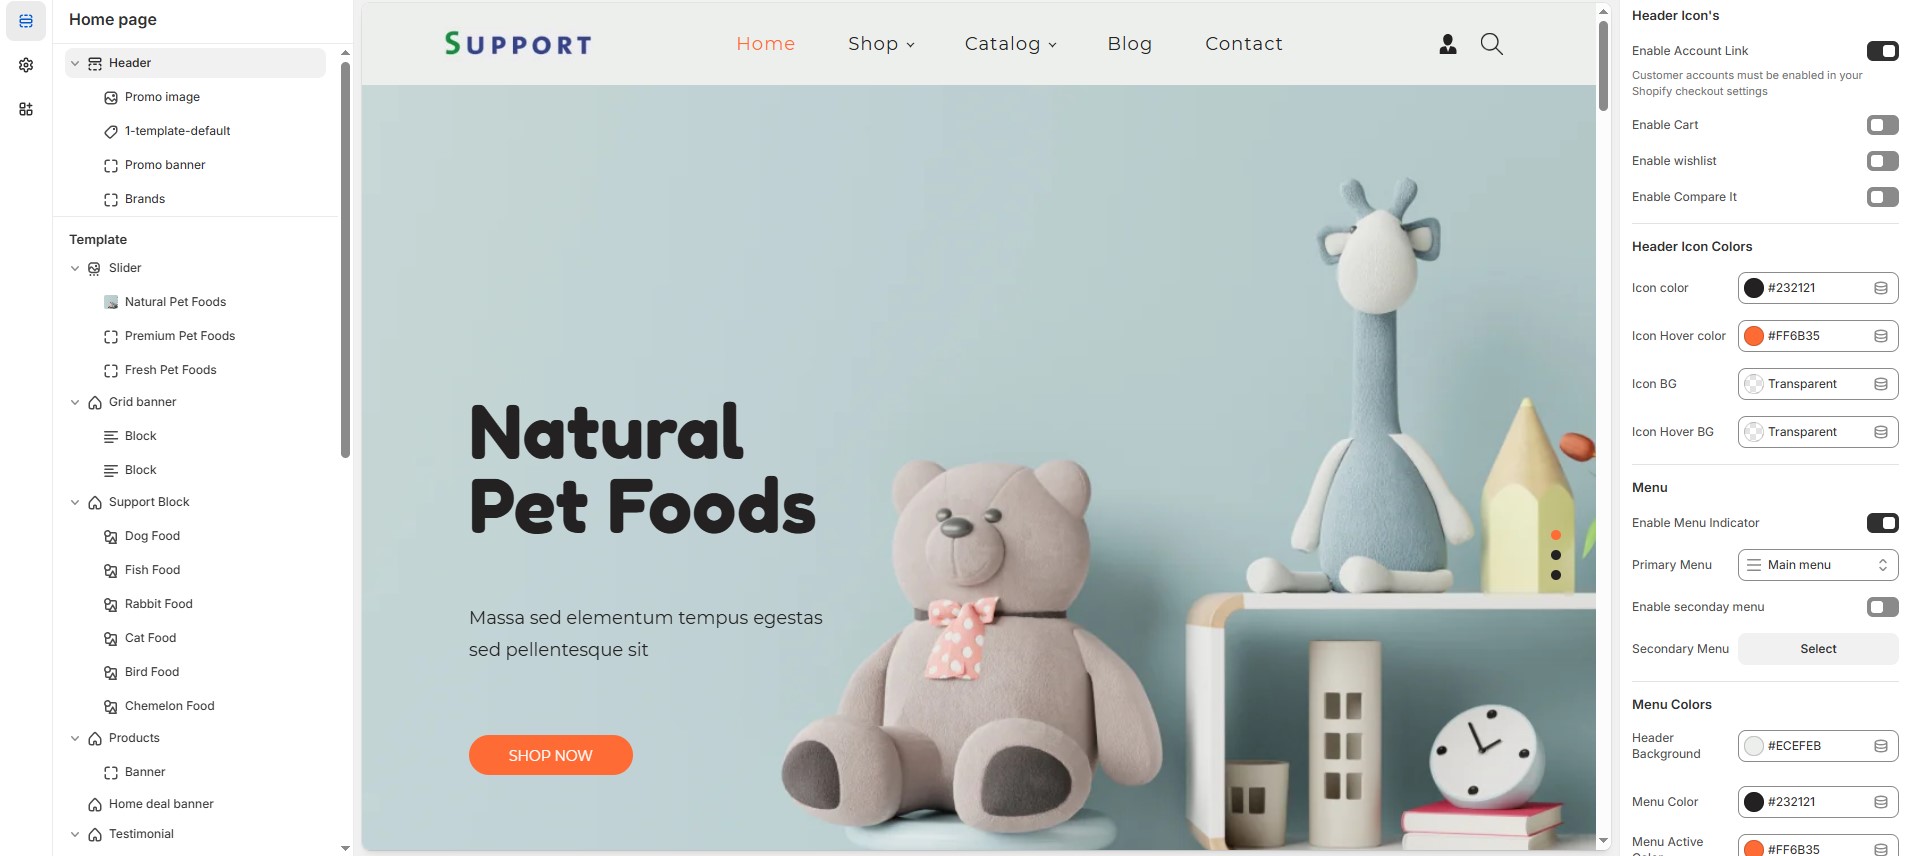 Home page
Header
Promo image
1-template-default
Promo banner
Brands
Template
Slider
Natural Pet Foods
Premium Pet Foods
Fresh Pet Foods
Grid banner
Block
Block
Support Block
Dog Food
Fish Food
Rabbit Food
Cat Food
Bird Food
Chemelon Food
Products
Banner
Home deal banner
Testimonial
SUPPORT
Home Shop Catalog Blog Contact
Natural
Pet Foods
Massa sed elementum tempus egestas
sed pellentesque sit
SHOP NOW
Header Icon's
Enable Account Link
Customer accounts must be enabled in your
Shopify checkout settings
Enable Cart
Enable wishlist
Enable Compare It
Header Icon Colors
Icon color #232121
Icon Hover color #FF6B35
Icon BG Transparent
Icon Hover BG Transparent
Menu
Enable Menu Indicator
Primary Menu Main menu
Enable seconday menu
Secondary Menu Select
Menu Colors
Header
Background #ECEFEB
Menu Color #232121
Menu Active
#FF6B35